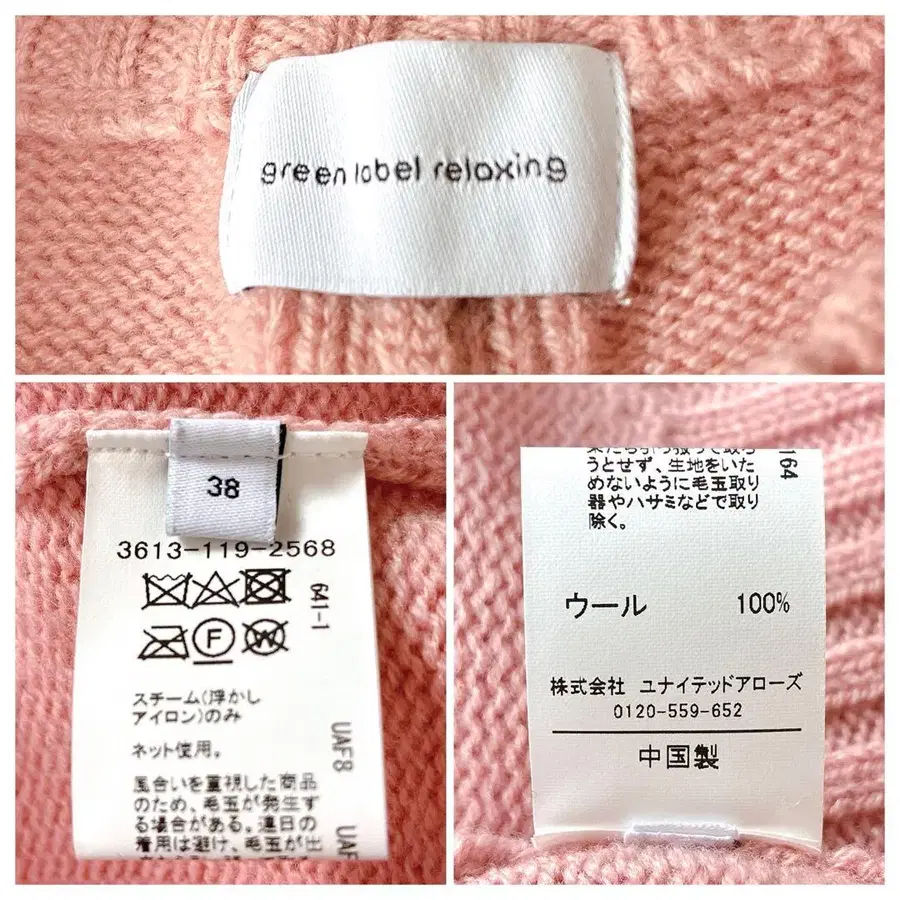 green label relaxing
38
3613-119-2568
641-1
F
W
スチーム(浮かし
アイロン)のみ
ネット使用。
UAF8
風合いを重視した商品
のため、毛玉が発生す
る場合がある。連日の
着用は避け、毛玉が出
UAF
うとせず、生地をいた
めないように毛玉取り
器やハサミなどで取り
除く。
164
ウール 100%
株式会社 ユナイテッドアローズ
0120-559-652
中国製